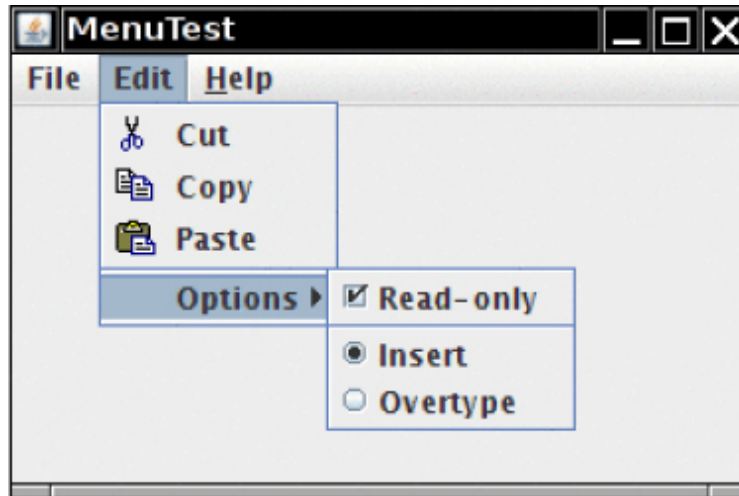 MenuTest
File Edit Help
Cut
Copy
Paste
Options
Read-only
Insert
Overtype